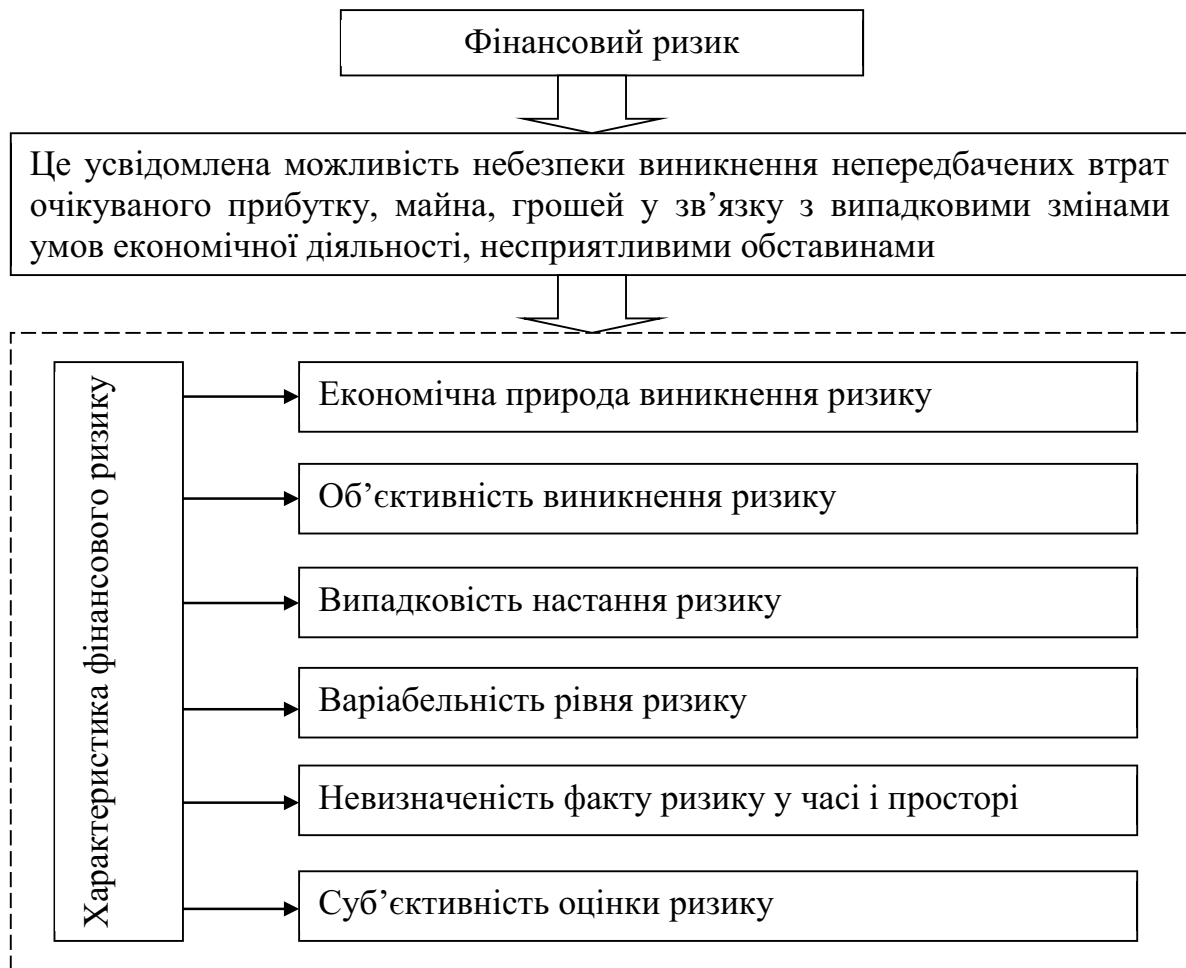 Фінансовий ризик
Це усвідомлена можливість небезпеки виникнення непередбачених втрат
очікуваного прибутку, майна, грошей у зв’язку з випадковими змінами
умов економічної діяльності, несприятливими обставинами
Характеристика фінансового ризику
Економічна природа виникнення ризику
Об’єктивність виникнення ризику
Випадковість настання ризику
Варіабельність рівня ризику
Невизначеність факту ризику у часі і просторі
Суб’єктивність оцінки ризику